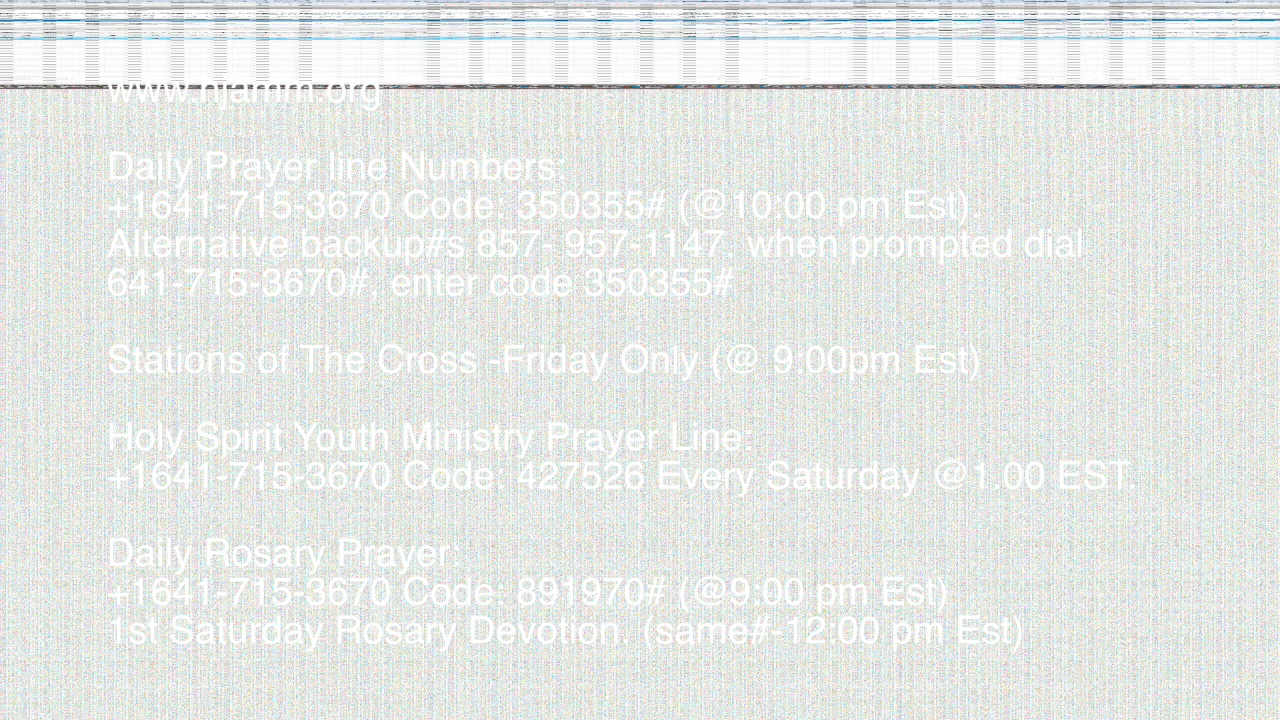 www.hfamm.org
Daily Prayer line Numbers:
+1641-715-3670 Code: 350355# (@10:00 pm Est)
Alternative backup#s 857- 957-1147, when prompted dial
641-715-3670#, enter code 350355#
Stations of The Cross -Friday Only (@ 9:00pm Est)
Holy Spirit Youth Ministry Prayer Line:
+1641-715-3670 Code: 427526 Every Saturday @1.00 EST.
Daily Rosary Prayer:
+1641-715-3670 Code: 891970# (@9:00 pm Est)
1st Saturday Rosary Devotion: (same#-12:00 pm Est)